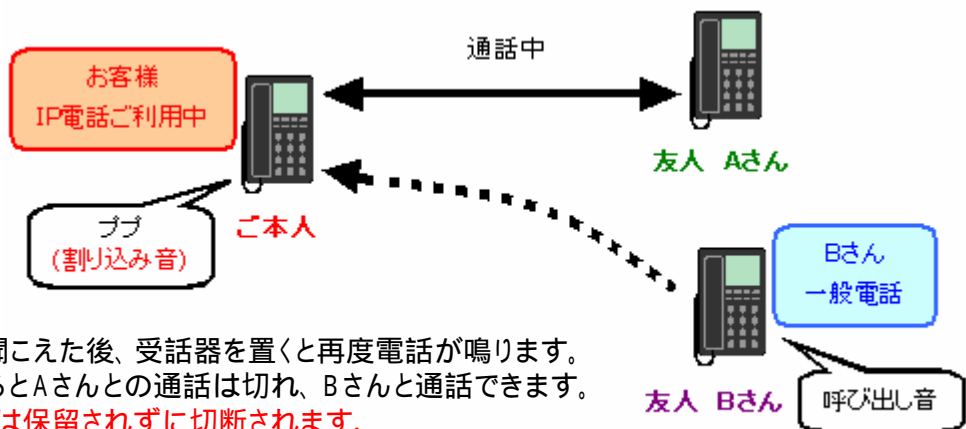 通話中
お客様
IP電話ご利用中
友人 Aさん
ププ
(割り込み音)
ご本人
Bさん
一般電話
聞こえた後、受話器を置くと再度電話が鳴ります。
るとAさんとの通話は切れ、Bさんと通話できます。
は保留されずに切断されます。
友人 Bさん
呼び出し音